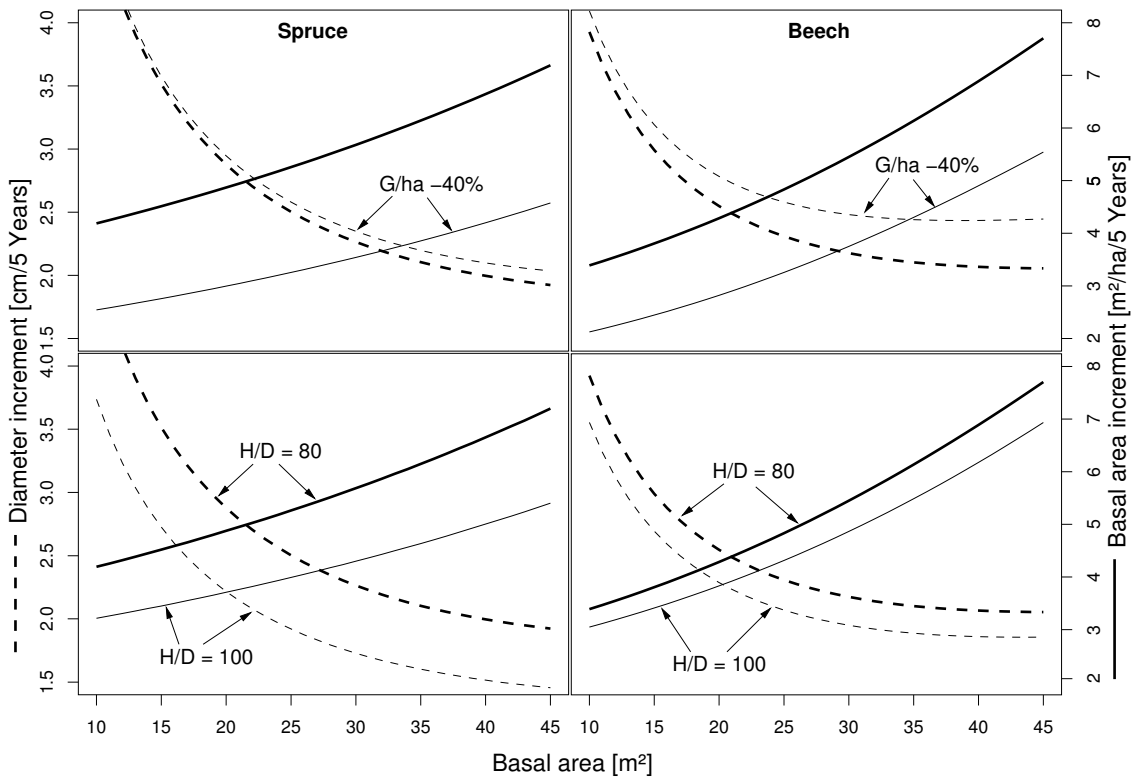 Spruce
Beech
4.0
3.5
3.0
2.5
2.0
1.5
8
7
6
5
4
3
2
G/ha −40%
G/ha −40%
4.0
3.5
3.0
2.5
2.0
1.5
8
7
6
5
4
3
2
H/D = 80
H/D = 100
H/D = 80
H/D = 100
10 15 20 25 30 35 40 45
10 15 20 25 30 35 40 45
Diameter increment [cm/5 Years]
Basal area increment [m²/ha/5 Years]
Basal area [m²]